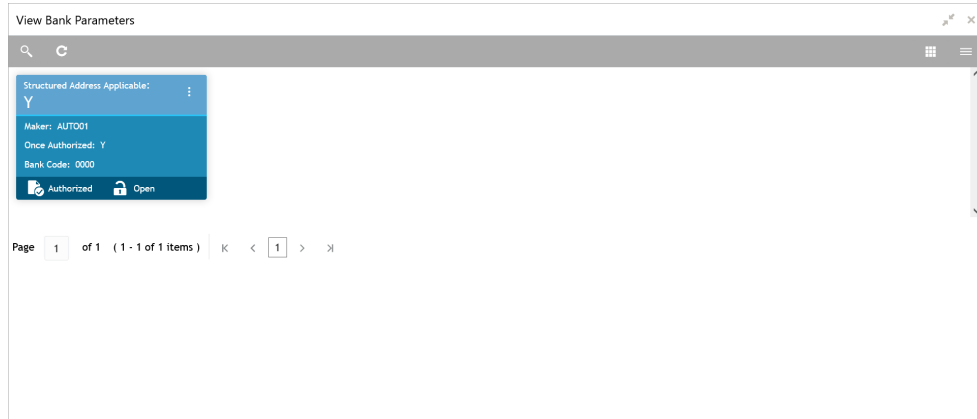 View Bank Parameters
Structured Address Applicable:
Y
Maker: AUTO01
Once Authorized: Y
Bank Code: 0000
Authorized Open
Page 1 of 1 ( 1 - 1 of 1 items ) 1